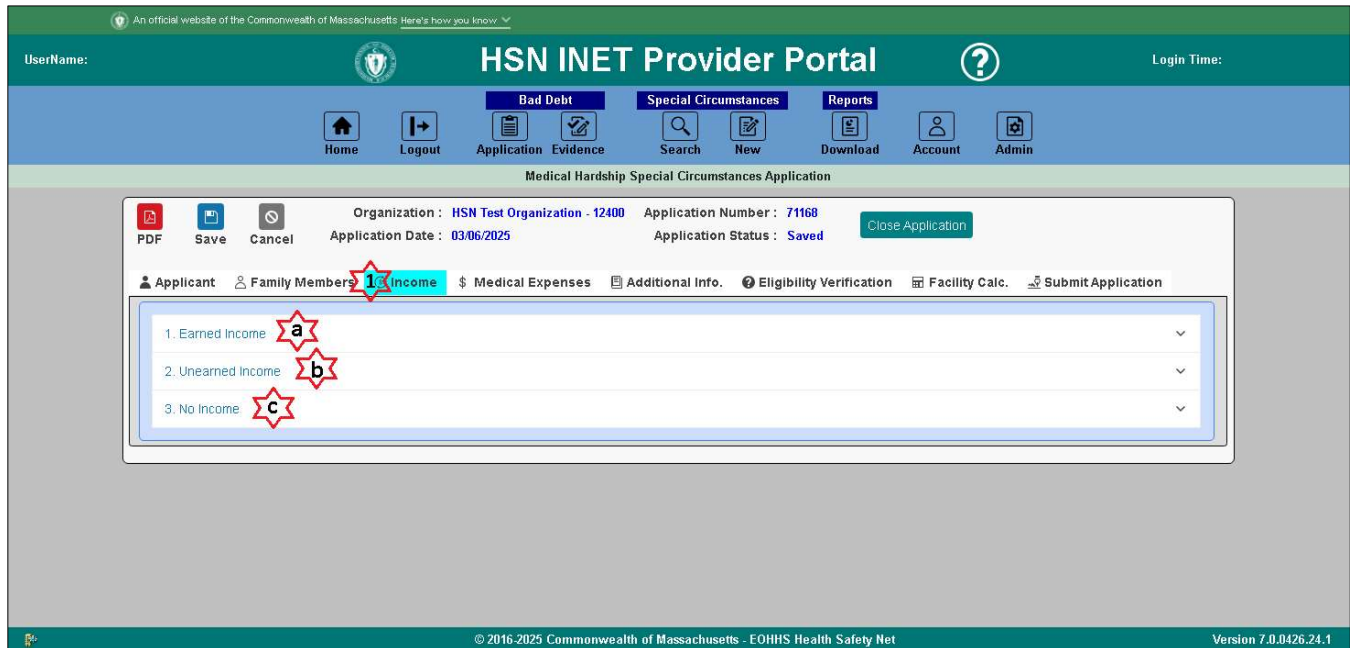 An official website of the Commonwealth of Massachusetts Here's how you know
UserName:
HSN INET Provider Portal
?
Login Time:
Bad Debt
Special Circumstances
Reports
Home
Logout
Application
Evidence
Search
New
Download
Account
Admin
Medical Hardship Special Circumstances Application
PDF
Save
Cancel
Organization : HSN Test Organization - 12400
Application Number : 71168
Application Date : 03/06/2025
Application Status : Saved
Close Application
Applicant
Family Members
1
Income
$ Medical Expenses
Additional Info.
Eligibility Verification
Facility Calc.
Submit Application
1. Earned Income
a
2. Unearned Income
b
3. No Income
c
© 2016-2025 Commonwealth of Massachusetts - EOHHS Health Safety Net
Version 7.0.0426.24.1